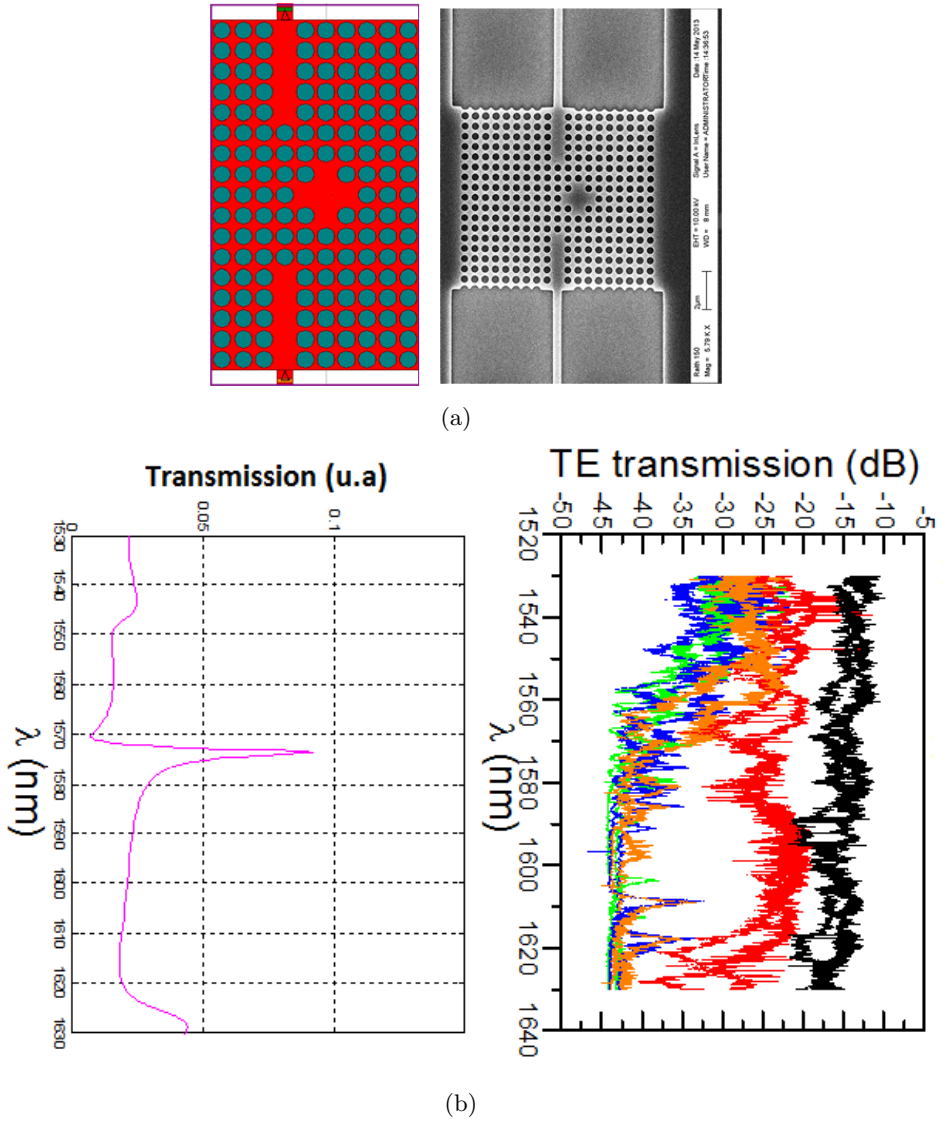 Date :14 May 2013
User Name = ADMINISTRATORTime :14:36:53
Signal A = InLens
EHT = 10.00 kV
WD = 8 mm
2µm
Raith 150
Mag = 5.79 K X
(a)
Transmission (u.a)
0
0.05
0.1
1530
1540
1550
1560
1570
1580
1590
1600
1610
1620
1630
λ (nm)
TE transmission (dB)
-50
-45
-40
-35
-30
-25
-20
-15
-10
-5
1520
1540
1560
1580
1600
1620
1640
λ (nm)
(b)